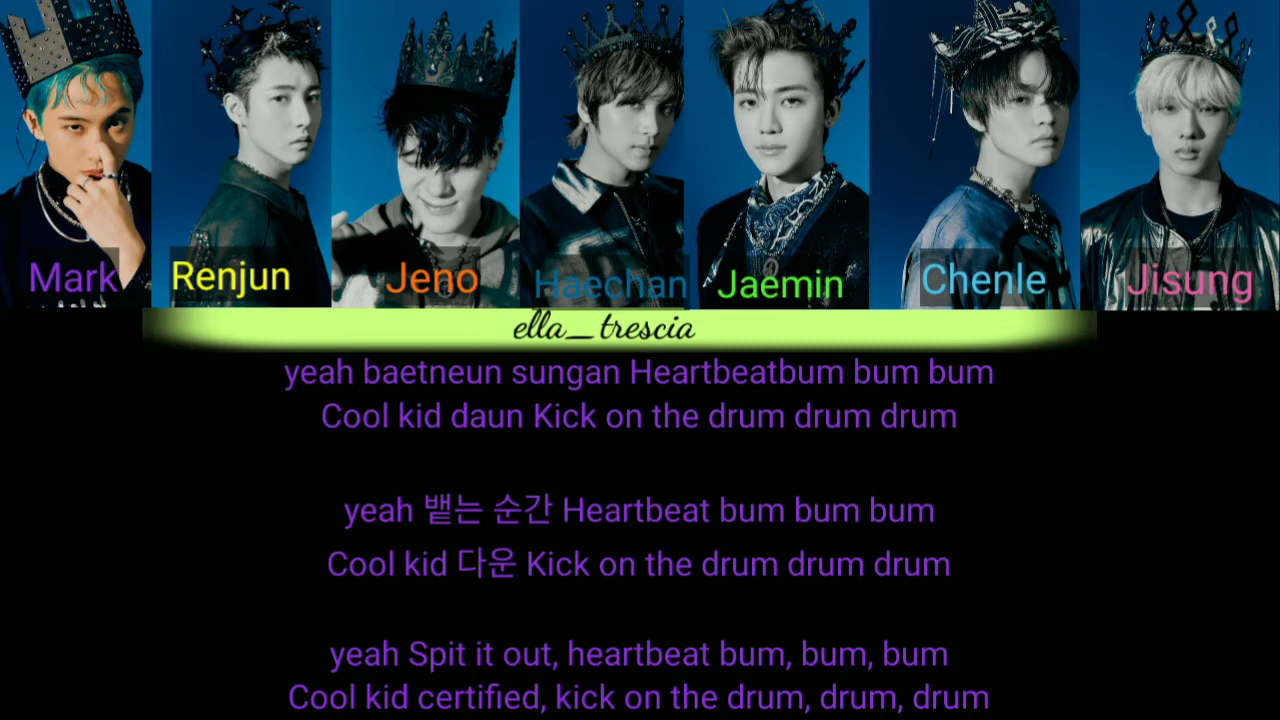 Mark Renjun Jeno Haechan Jaemin Chenle Jisung
ella_trescia
yeah baetneun sungan Heartbeatbum bum bum
Cool kid daun Kick on the drum drum drum
yeah 뱉는 순간 Heartbeat bum bum bum
Cool kid 다운 Kick on the drum drum drum
yeah Spit it out, heartbeat bum, bum, bum
Cool kid certified, kick on the drum, drum, drum